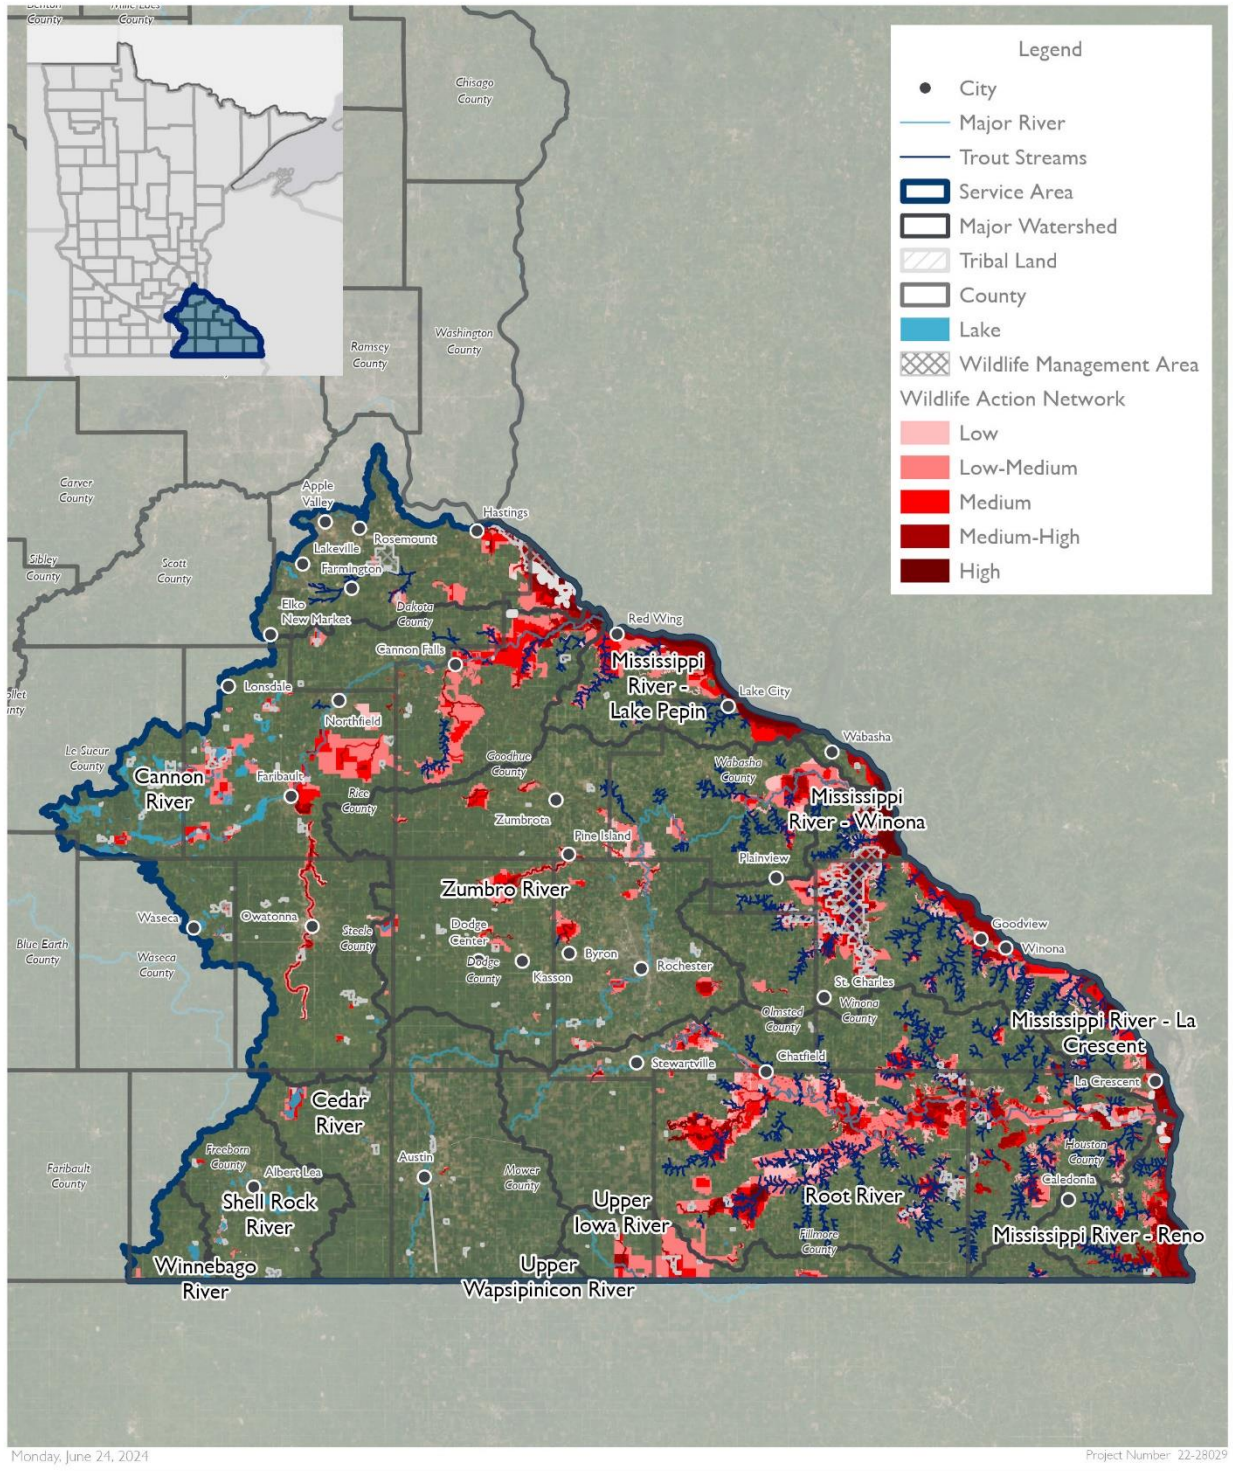 County
County
Chisago
County
Washington
County
Ramsey
County
Carver
County
Sibley
County
Scott
County
Legend
City
Major River
Trout Streams
Service Area
Major Watershed
Tribal Land
County
Lake
Wildlife Management Area
Wildlife Action Network
Low
Low-Medium
Medium
Medium-High
High
Apple
Valley
Hastings
Rosemount
Lakeville
Farmington
Elko
New Market
Dakota
County
Red Wing
Cannon Falls
Mississippi
River -
Lake Pepin
Lonsdale
Lake City
Northfield
Le Sueur
County
Goodhue
County
Wabasha
Wabasha
County
Cannon
River
Faribault
Rice
County
Mississippi
River - Winona
Zumbrota
Pine Island
Plainview
Zumbro River
Waseca
Owatonna
Steele
County
Dodge
Center
Dodge
County
Goodview
Winona
Blue Earth
County
Waseca
County
Byron
Kasson
Rochester
St. Charles
Winona
County
Olmsted
County
Mississippi River - La
Crescent
Stewartville
Chatfield
La Crescent
Cedar
River
Faribault
County
Freeborn
County
Albert Lea
Shell Rock
River
Austin
Mower
County
Houston
County
Caledonia
Upper
Iowa River
Root River
Fillmore
County
Mississippi River - Reno
Winnebago
River
Upper
Wapsipinicon River
Monday, June 24, 2024
Project Number 22-28029